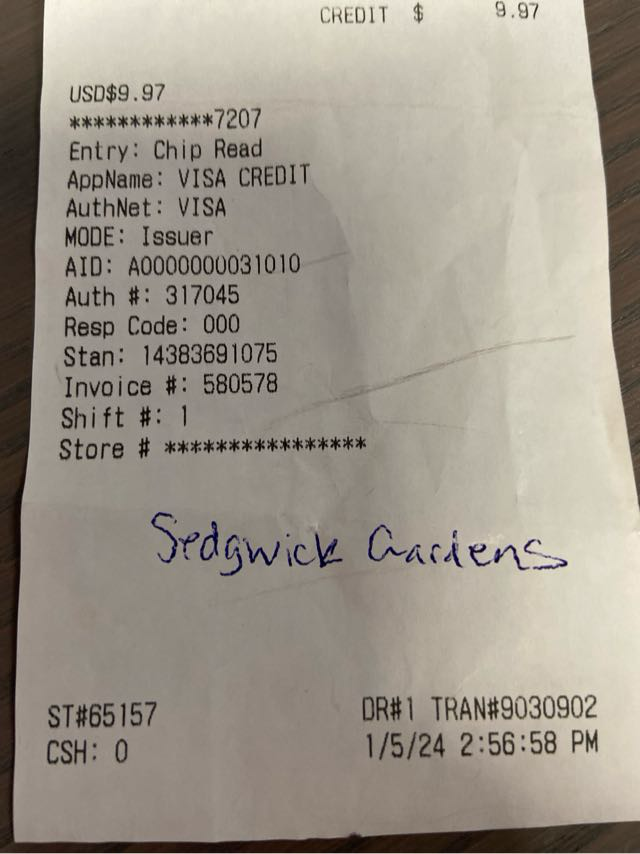 CREDIT $ 9.97
USD$9.97
************7207
Entry: Chip Read
AppName: VISA CREDIT
AuthNet: VISA
MODE: Issuer
AID: A0000000031010
Auth #: 317045
Resp Code: 000
Stan: 14383691075
Invoice #: 580578
Shift #: 1
Store # *****************
Sedgwick Gardens
ST#65157 DR#1 TRAN#9030902
CSH: 0 1/5/24 2:56:58 PM